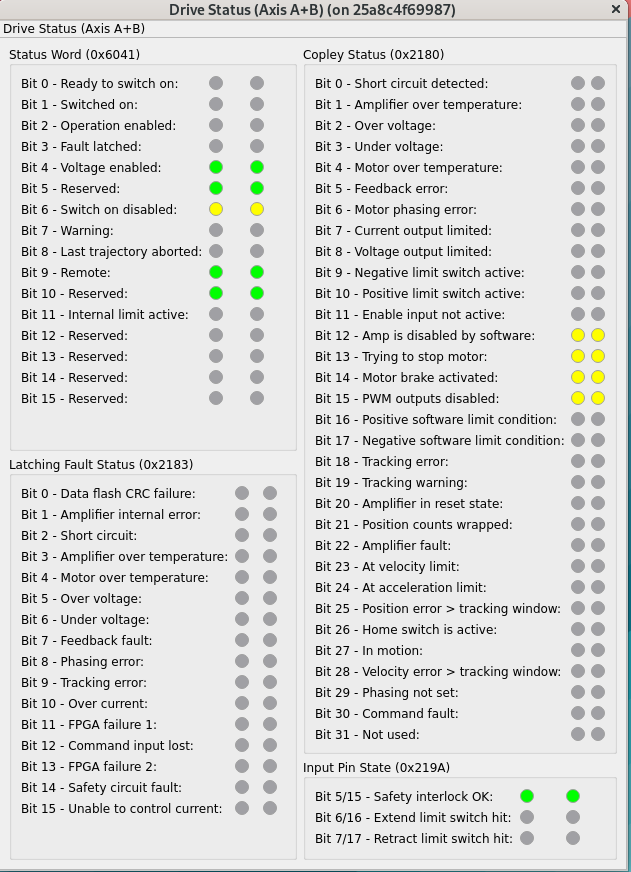 Drive Status (Axis A+B) (on 25a8c4f69987)
Drive Status (Axis A+B)
Status Word (0x6041)
Bit 0 - Ready to switch on:
Bit 1 - Switched on:
Bit 2 - Operation enabled:
Bit 3 - Fault latched:
Bit 4 - Voltage enabled:
Bit 5 - Reserved:
Bit 6 - Switch on disabled:
Bit 7 - Warning:
Bit 8 - Last trajectory aborted:
Bit 9 - Remote:
Bit 10 - Reserved:
Bit 11 - Internal limit active:
Bit 12 - Reserved:
Bit 13 - Reserved:
Bit 14 - Reserved:
Bit 15 - Reserved:
Latching Fault Status (0x2183)
Bit 0 - Data flash CRC failure:
Bit 1 - Amplifier internal error:
Bit 2 - Short circuit:
Bit 3 - Amplifier over temperature:
Bit 4 - Motor over temperature:
Bit 5 - Over voltage:
Bit 6 - Under voltage:
Bit 7 - Feedback fault:
Bit 8 - Phasing error:
Bit 9 - Tracking error:
Bit 10 - Over current:
Bit 11 - FPGA failure 1:
Bit 12 - Command input lost:
Bit 13 - FPGA failure 2:
Bit 14 - Safety circuit fault:
Bit 15 - Unable to control current:
Copley Status (0x2180)
Bit 0 - Short circuit detected:
Bit 1 - Amplifier over temperature:
Bit 2 - Over voltage:
Bit 3 - Under voltage:
Bit 4 - Motor over temperature:
Bit 5 - Feedback error:
Bit 6 - Motor phasing error:
Bit 7 - Current output limited:
Bit 8 - Voltage output limited:
Bit 9 - Negative limit switch active:
Bit 10 - Positive limit switch active:
Bit 11 - Enable input not active:
Bit 12 - Amp is disabled by software:
Bit 13 - Trying to stop motor:
Bit 14 - Motor brake activated:
Bit 15 - PWM outputs disabled:
Bit 16 - Positive software limit condition:
Bit 17 - Negative software limit condition:
Bit 18 - Tracking error:
Bit 19 - Tracking warning:
Bit 20 - Amplifier in reset state:
Bit 21 - Position counts wrapped:
Bit 22 - Amplifier fault:
Bit 23 - At velocity limit:
Bit 24 - At acceleration limit:
Bit 25 - Position error > tracking window:
Bit 26 - Home switch is active:
Bit 27 - In motion:
Bit 28 - Velocity error > tracking window:
Bit 29 - Phasing not set:
Bit 30 - Command fault:
Bit 31 - Not used:
Input Pin State (0x219A)
Bit 5/15 - Safety interlock OK:
Bit 6/16 - Extend limit switch hit:
Bit 7/17 - Retract limit switch hit: